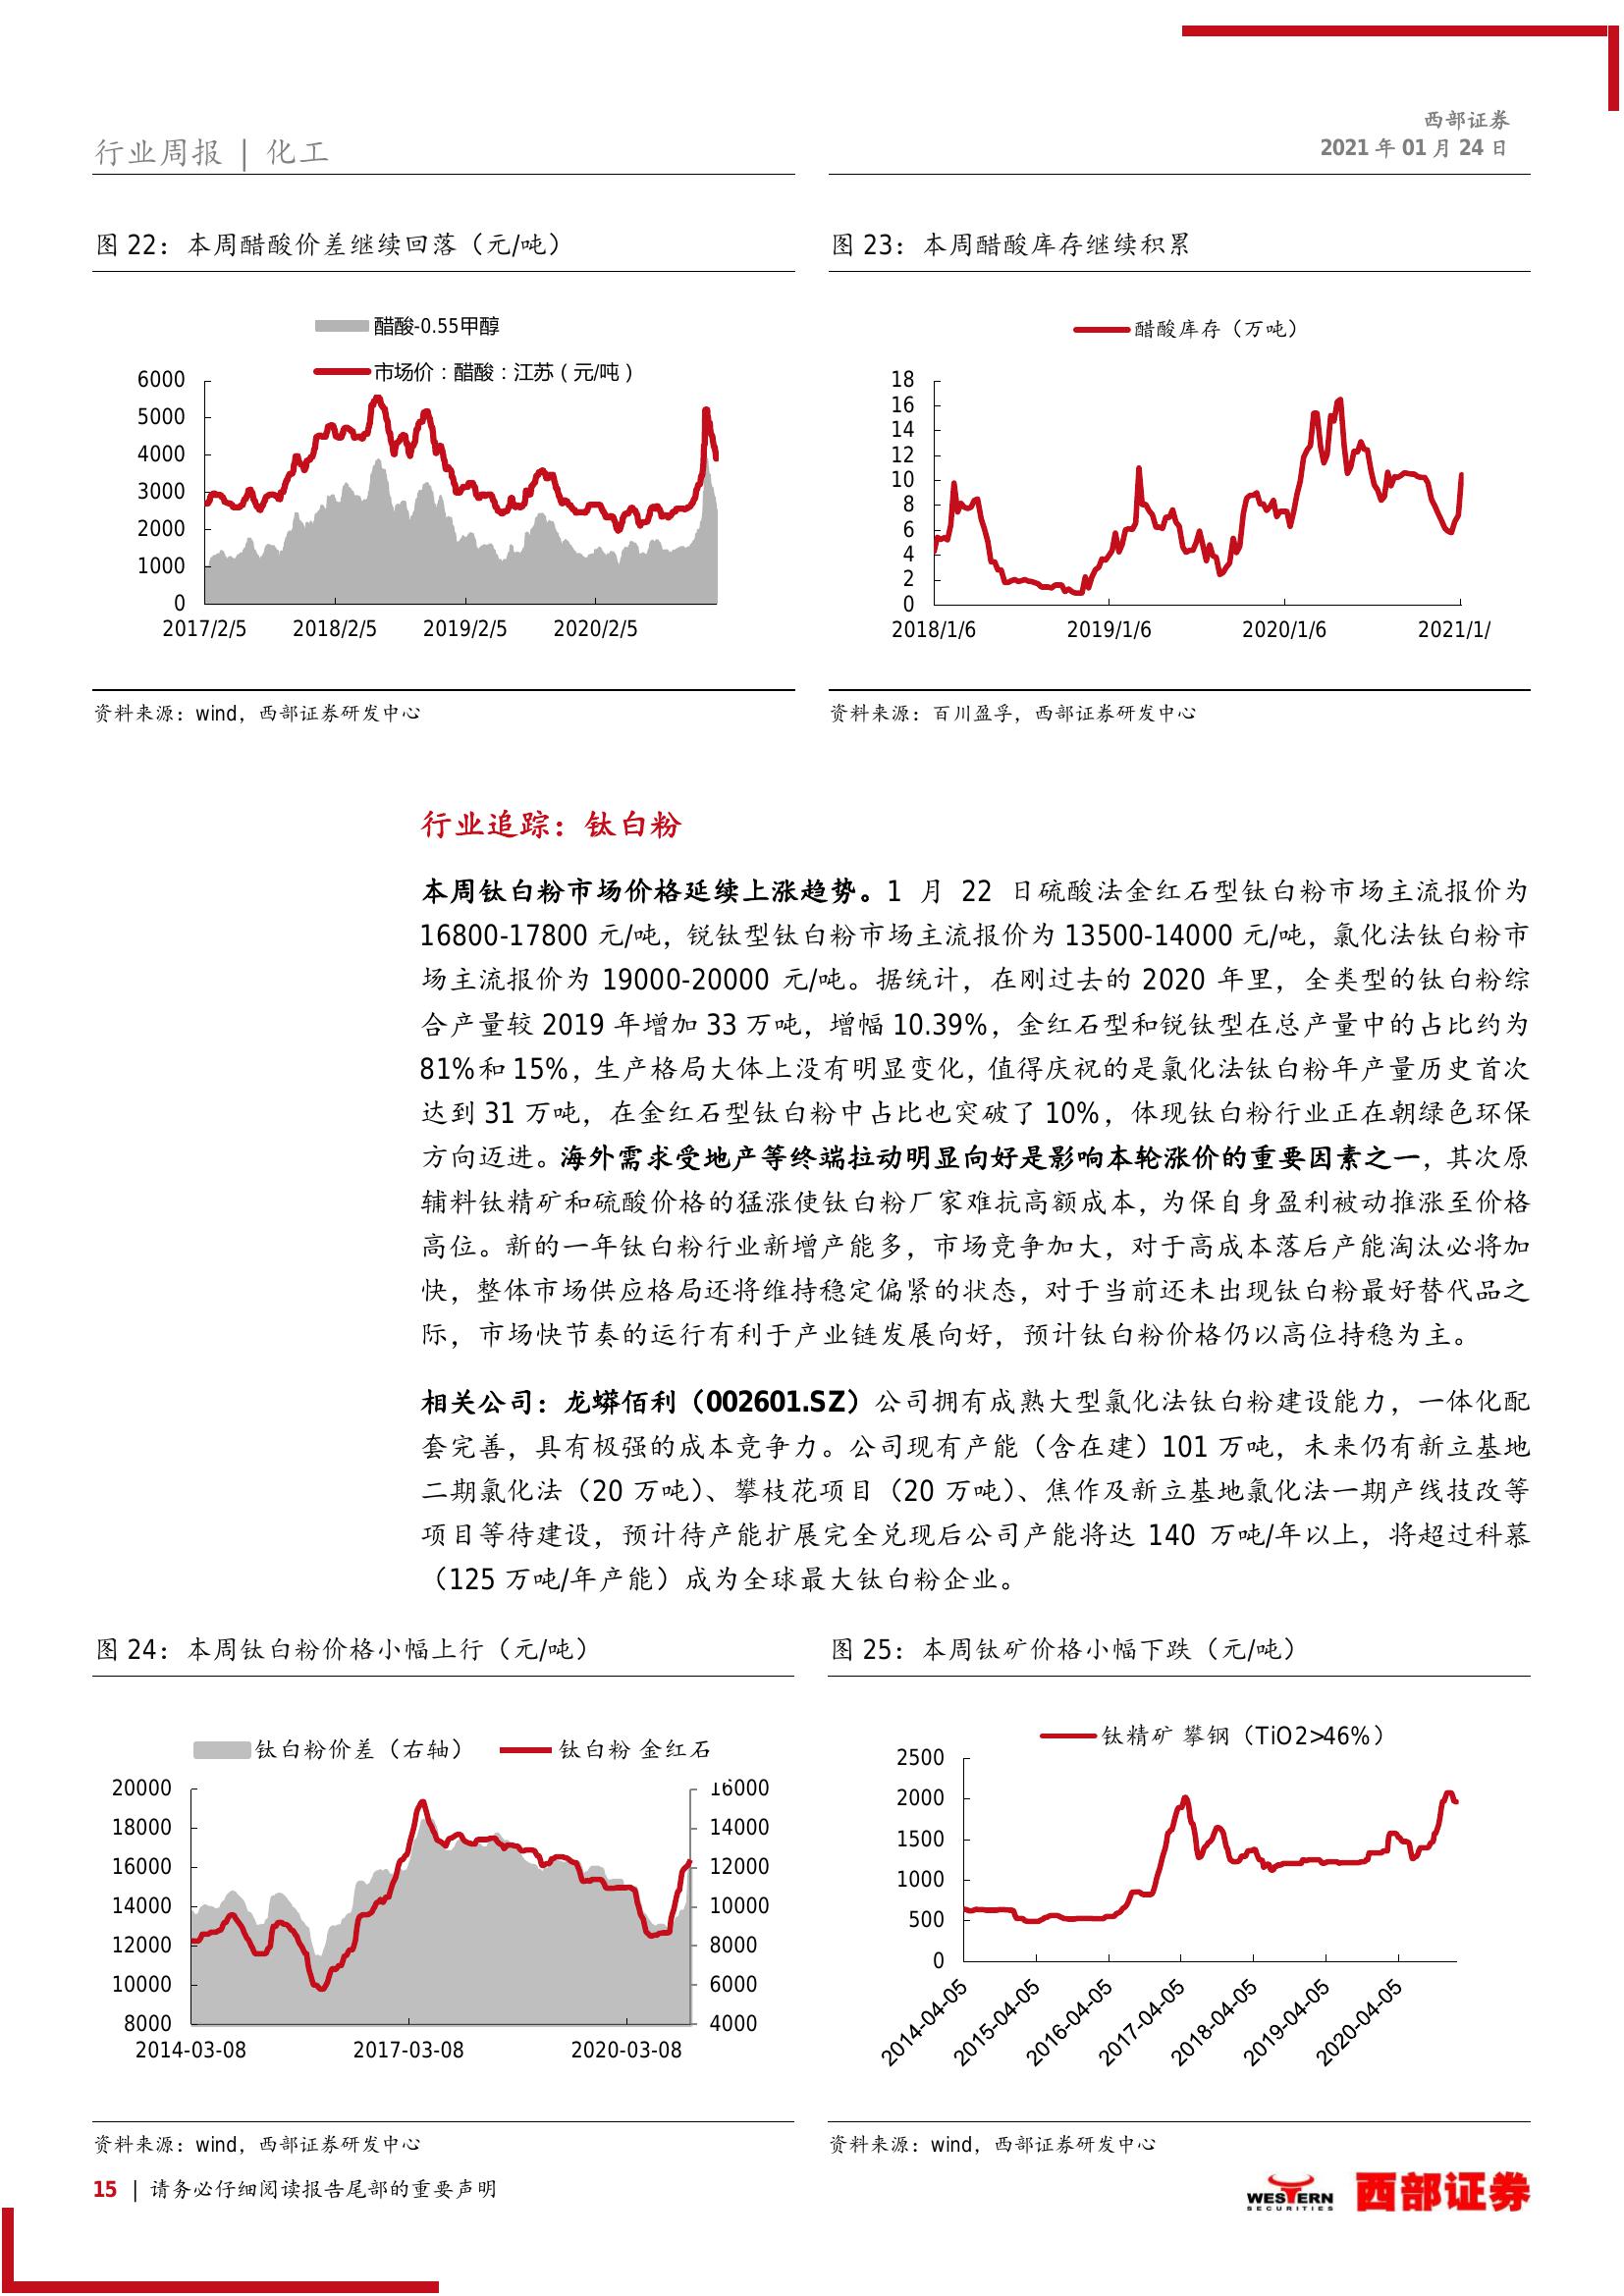 西部证券
2021 年 01 月 24 日
行业周报 | 化工
图 22：本周醋酸价差继续回落（元/吨）
醋酸-0.55甲醇
市场价：醋酸：江苏（元/吨）
6000
5000
4000
3000
2000
1000
0
2017/2/5 2018/2/5 2019/2/5 2020/2/5
资料来源：wind，西部证券研发中心
图 23：本周醋酸库存继续积累
醋酸库存（万吨）
18
16
14
12
10
8
6
4
2
0
2018/1/6 2019/1/6 2020/1/6 2021/1/
资料来源：百川盈孚，西部证券研发中心
行业追踪：钛白粉
本周钛白粉市场价格延续上涨趋势。1 月 22 日硫酸法金红石型钛白粉市场主流报价为
16800-17800 元/吨，锐钛型钛白粉市场主流报价为 13500-14000 元/吨，氯化法钛白粉市
场主流报价为 19000-20000 元/吨。据统计，在刚过去的 2020 年里，全类型的钛白粉综
合产量较 2019 年增加 33 万吨，增幅 10.39%，金红石型和锐钛型在总产量中的占比约为
81%和 15%，生产格局大体上没有明显变化，值得庆祝的是氯化法钛白粉年产量历史首次
达到 31 万吨，在金红石型钛白粉中占比也突破了 10%，体现钛白粉行业正在朝绿色环保
方向迈进。海外需求受地产等终端拉动明显向好是影响本轮涨价的重要因素之一，其次原
辅料钛精矿和硫酸价格的猛涨使钛白粉厂家难抗高额成本，为保自身盈利被动推涨至价格
高位。新的一年钛白粉行业新增产能多，市场竞争加大，对于高成本落后产能淘汰必将加
快，整体市场供应格局还将维持稳定偏紧的状态，对于当前还未出现钛白粉最好替代品之
际，市场快节奏的运行有利于产业链发展向好，预计钛白粉价格仍以高位持稳为主。
相关公司：龙蟒佰利（002601.SZ）公司拥有成熟大型氯化法钛白粉建设能力，一体化配
套完善，具有极强的成本竞争力。公司现有产能（含在建）101 万吨，未来仍有新立基地
二期氯化法（20 万吨）、攀枝花项目（20 万吨）、焦作及新立基地氯化法一期产线技改等
项目等待建设，预计待产能扩展完全兑现后公司产能将达 140 万吨/年以上，将超过科慕
（125 万吨/年产能）成为全球最大钛白粉企业。
图 24：本周钛白粉价格小幅上行（元/吨）
钛白粉价差（右轴） 钛白粉 金红石
20000
18000
16000
14000
12000
10000
8000
16000
14000
12000
10000
8000
6000
4000
2014-03-08 2017-03-08 2020-03-08
资料来源：wind，西部证券研发中心
图 25：本周钛矿价格小幅下跌（元/吨）
钛精矿 攀钢（TiO2>46%）
2500
2000
1500
1000
500
0
2014-04-05 2015-04-05 2016-04-05 2017-04-05 2018-04-05 2019-04-05 2020-04-05
资料来源：wind，西部证券研发中心
15 | 请务必仔细阅读报告尾部的重要声明
WESTERN
SECURITIES
西部证券